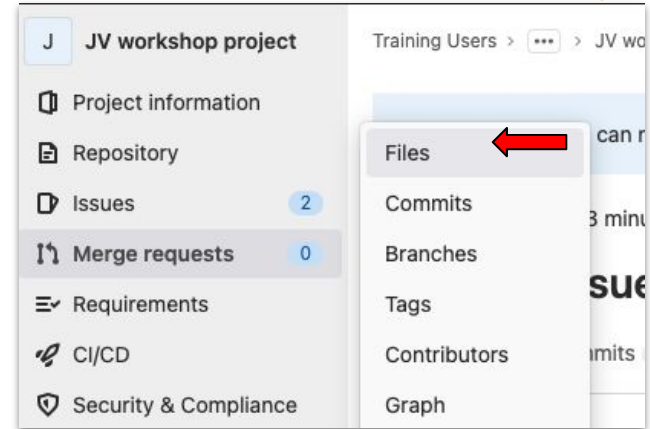 J JV workshop project
Training Users > ... > JV wo
Project information
Repository
Issues 2
Merge requests 0
Requirements
CI/CD
Security & Compliance
Files
Commits
Branches
Tags
Contributors
Graph
can
3 minu
sue
mits